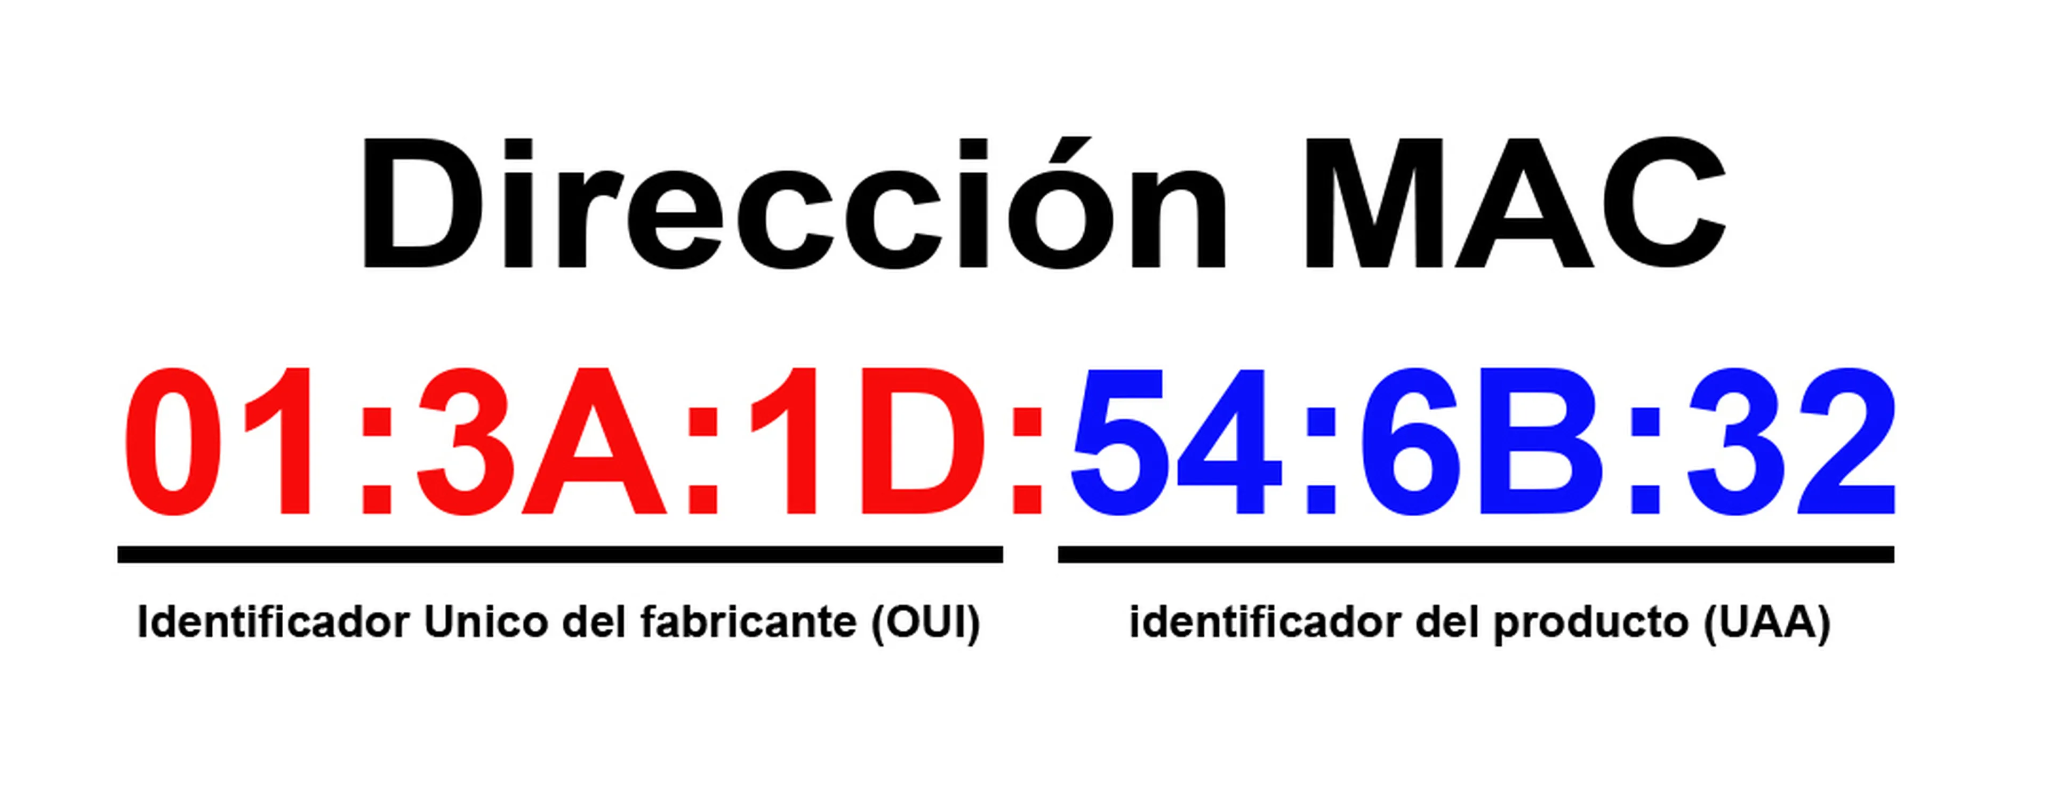 Dirección MAC
01:3A:1D:54:6B:32
Identificador Unico del fabricante (OUI) identificador del producto (UAA)